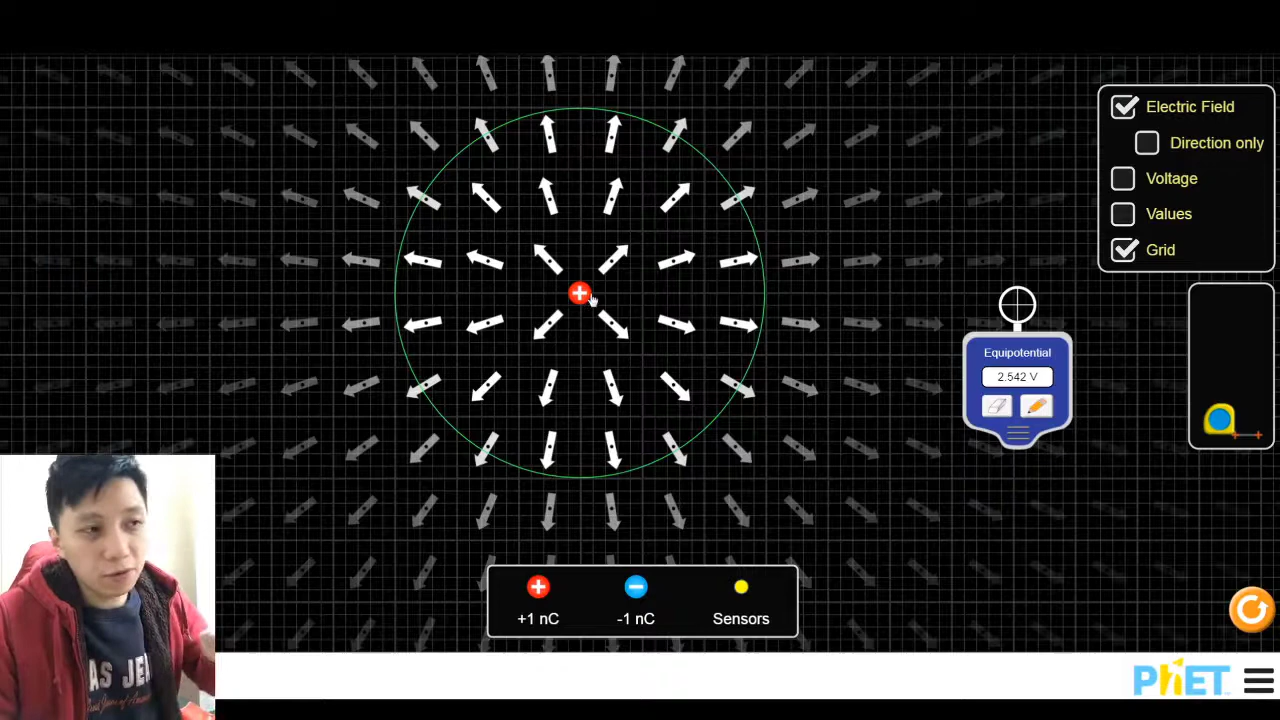 Electric Field
Direction only
Voltage
Values
Grid
Equipotential
2.542 V
+1 nC
-1 nC
Sensors
PhET
AS JE